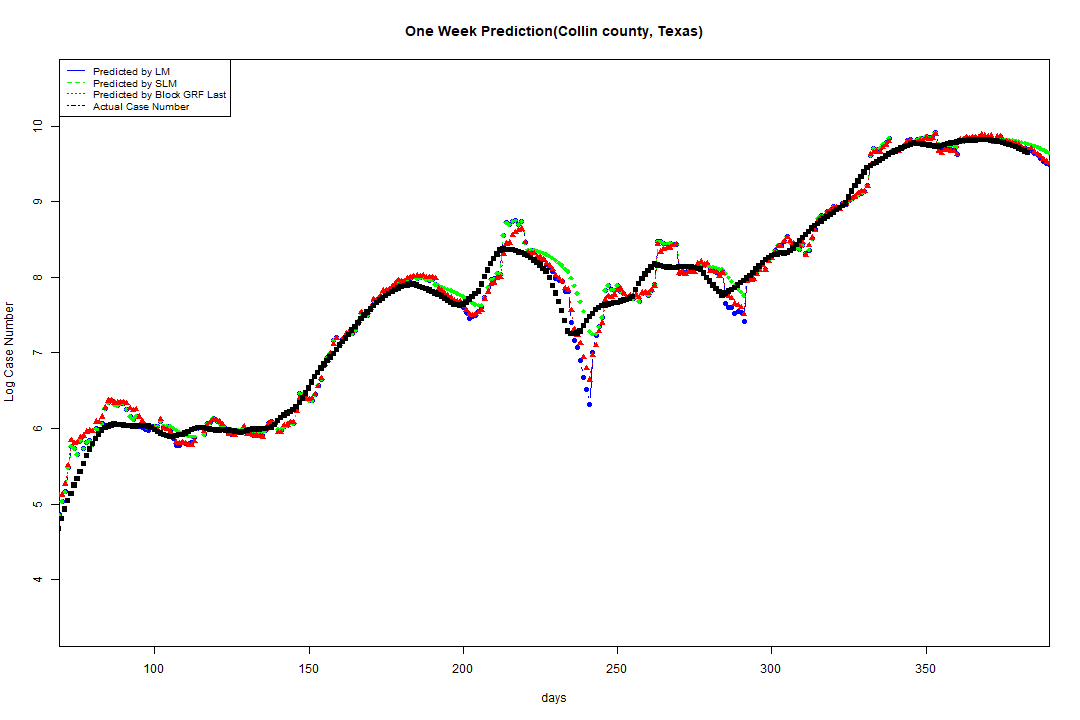 One Week Prediction(Collin county, Texas)
Predicted by LM
Predicted by SLM
Predicted by Block GRF Last
Actual Case Number
10
9
8
7
6
5
4
Log Case Number
100 150 200 250 300 350
days